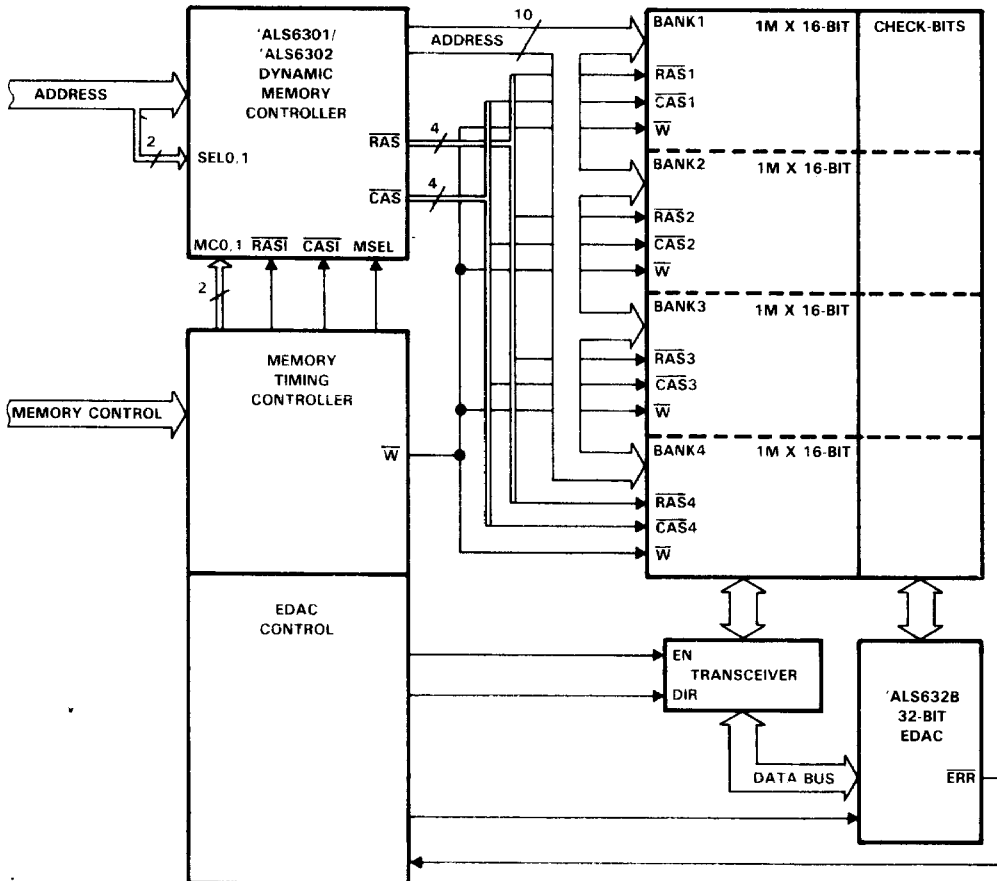 'ALS6301/
'ALS6302
DYNAMIC
MEMORY
CONTROLLER
ADDRESS
2
SEL0,1
RAS
CAS
MC0,1 RASI CASI MSEL
4
4
10
ADDRESS
2
MEMORY
TIMING
CONTROLLER
MEMORY CONTROL
W
EDAC
CONTROL
BANK1 1M X 16-BIT CHECK-BITS
RAS1
CAS1
W
BANK2 1M X 16-BIT
RAS2
CAS2
W
BANK3 1M X 16-BIT
RAS3
CAS3
W
BANK4 1M X 16-BIT
RAS4
CAS4
W
EN
TRANSCEIVER
DIR
'ALS632B
32-BIT
EDAC
DATA BUS
ERR